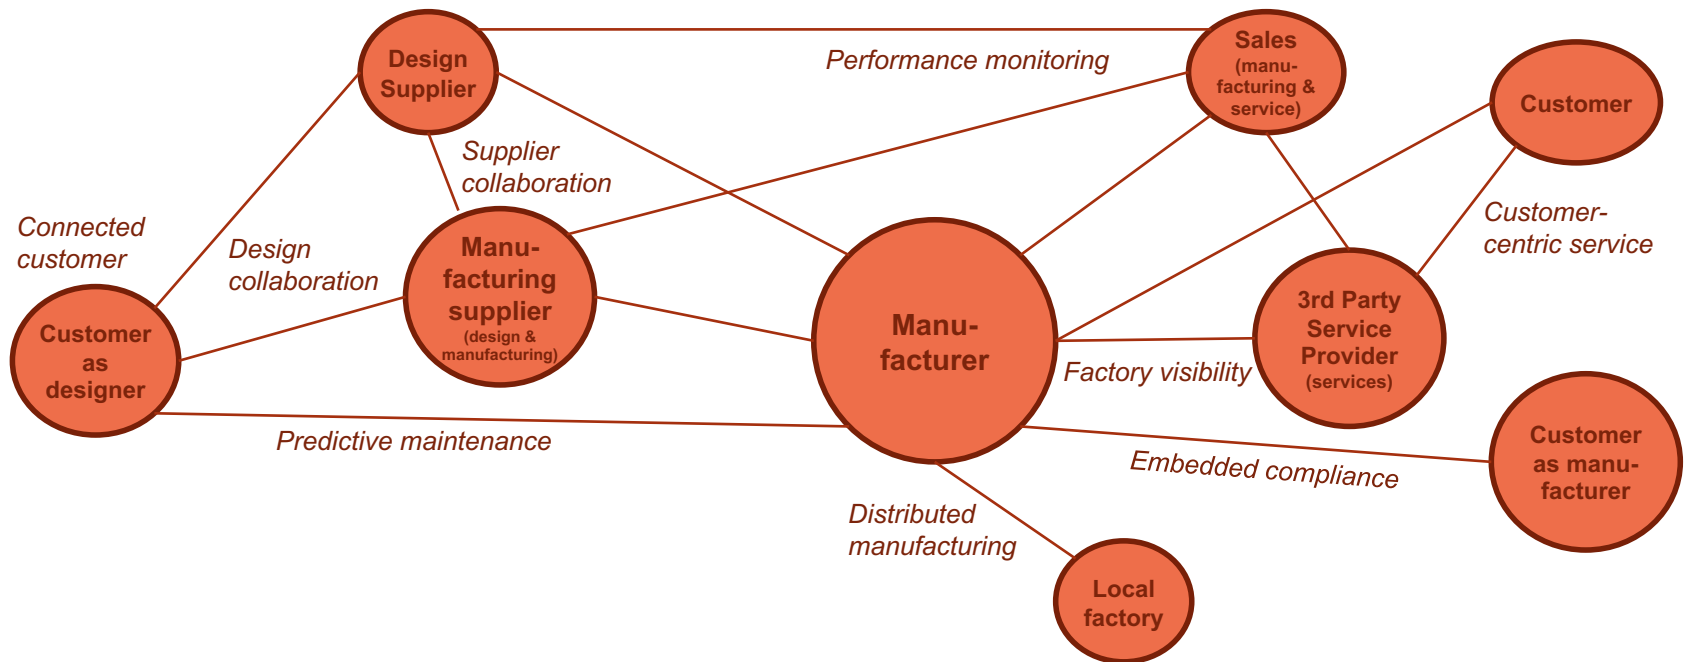 Design
Supplier
Performance monitoring
Sales
(manu-
facturing &
service)
Customer
Supplier
collaboration
Connected
customer
Design
collaboration
Manu-
facturing
supplier
(design &
manufacturing)
Customer-
centric service
Customer
as
designer
Manu-
facturer
3rd Party
Service
Provider
(services)
Factory visibility
Predictive maintenance
Embedded compliance
Customer
as manu-
facturer
Distributed
manufacturing
Local
factory